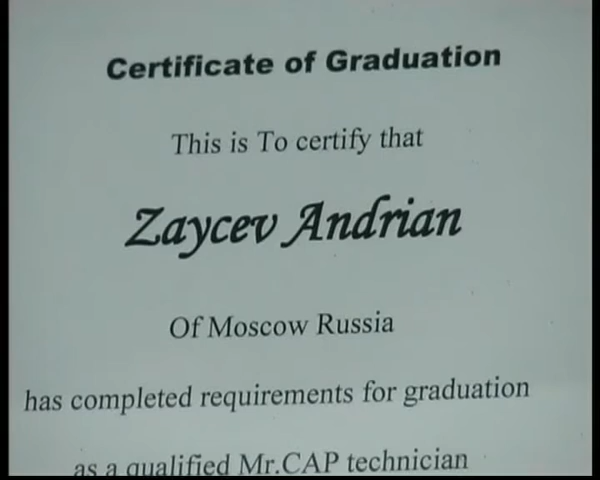 Certificate of Graduation
This is To certify that
Zaycev Andrian
Of Moscow Russia
has completed requirements for graduation
as a qualified Mr.CAP technician